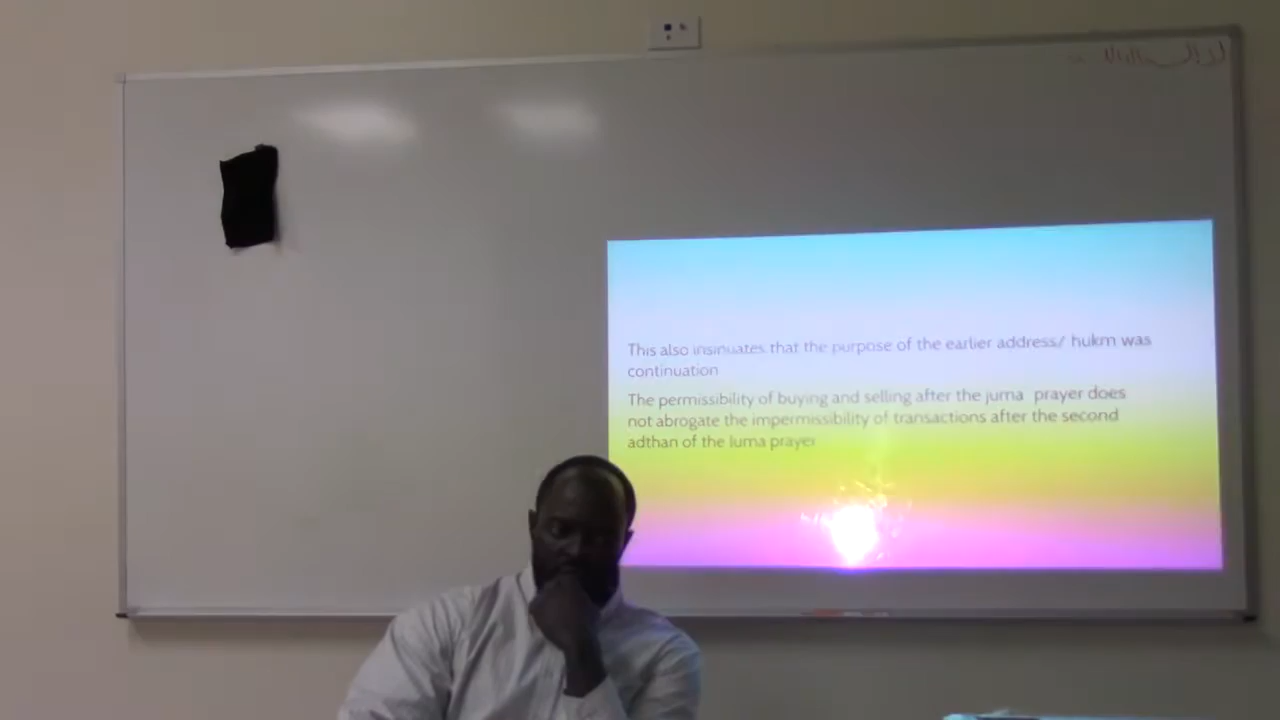 This also insinuates that the purpose of the earlier address/ hukm was
continuation
The permissibility of buying and selling after the juma prayer does
not abrogate the impermissibility of transactions after the second
adthan of the Juma prayer